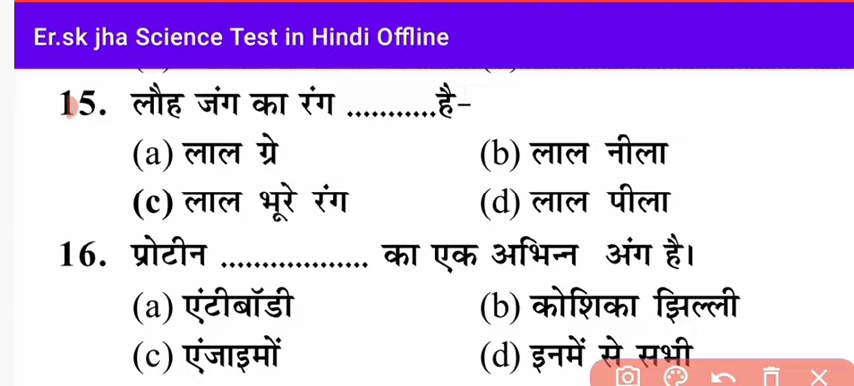 Er.sk jha Science Test in Hindi Offline
15. लौह जंग का रंग ...........है-
(a) लाल ग्रे (b) लाल नीला
(c) लाल भूरे रंग (d) लाल पीला
16. प्रोटीन .................. का एक अभिन्न अंग है।
(a) एंटीबॉडी (b) कोशिका झिल्ली
(c) एंजाइमों (d) इनमें से सभी